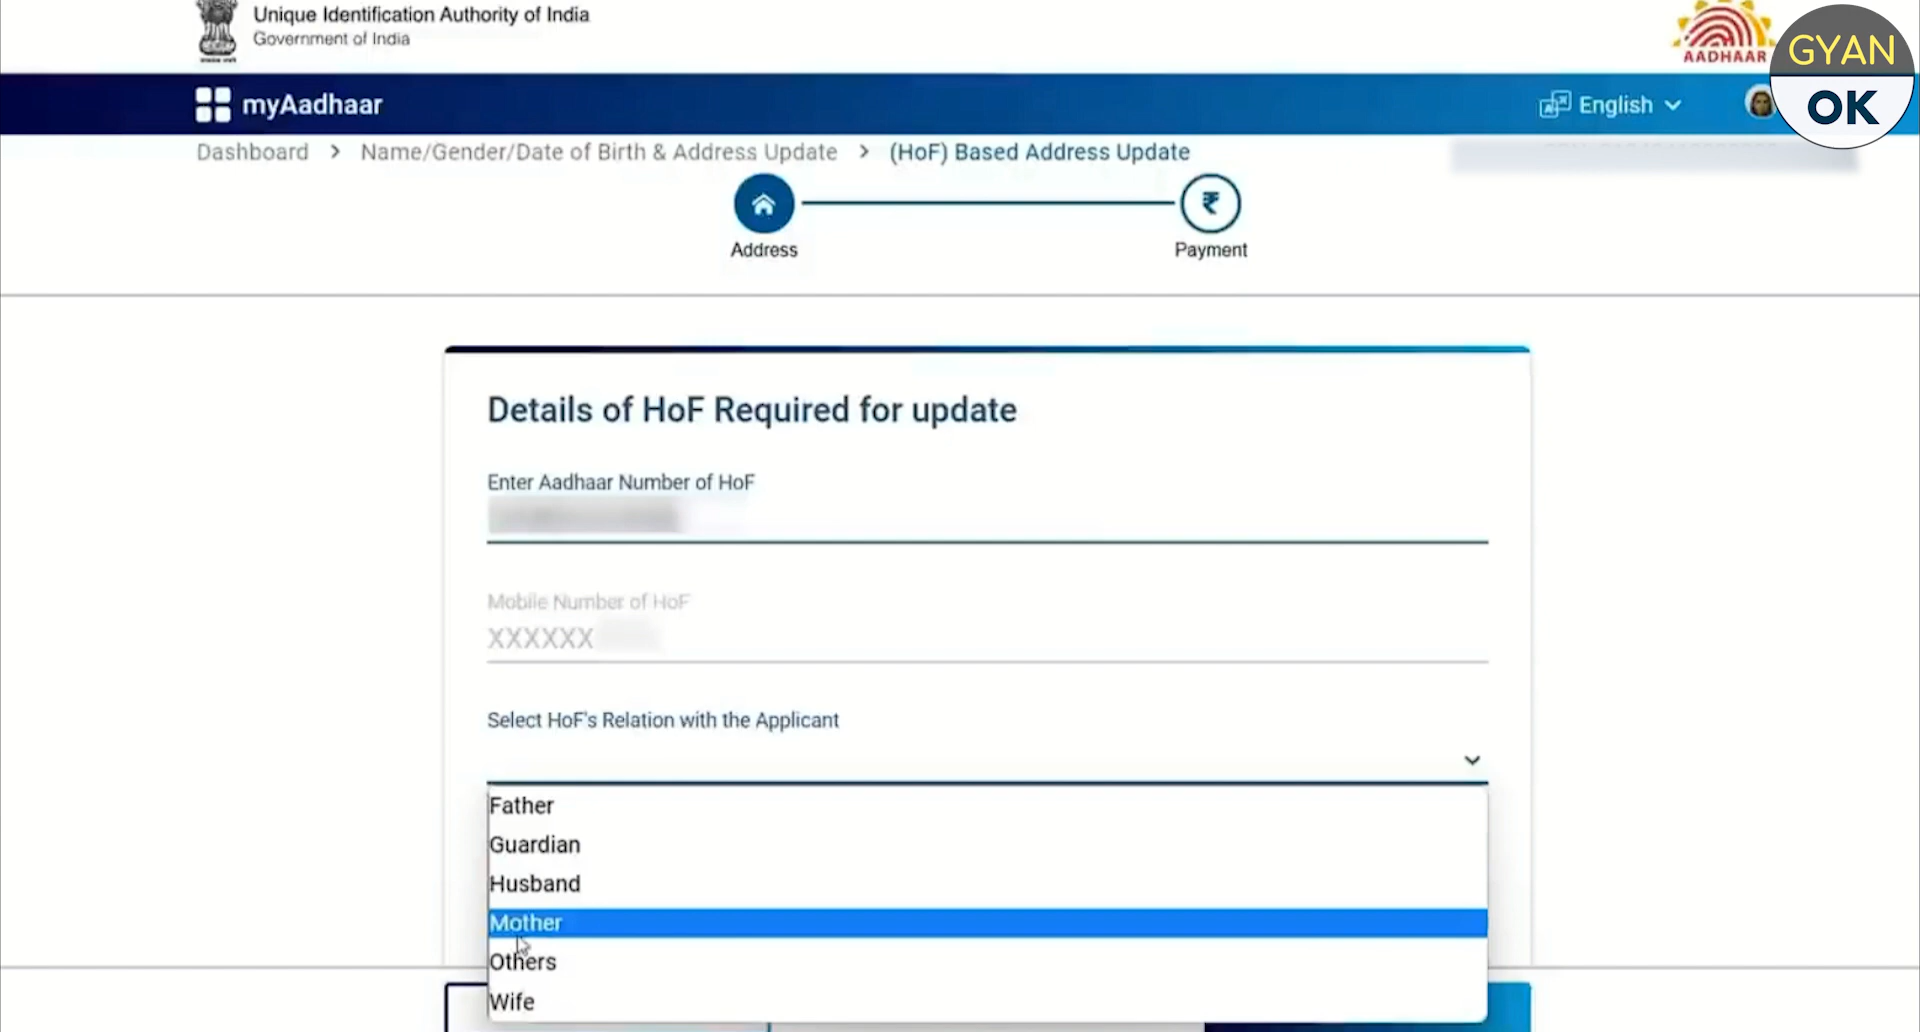 Unique Identification Authority of India
Government of India
AADHAAR
GYAN
OK
myAadhaar
English
Dashboard > Name/Gender/Date of Birth & Address Update > (HoF) Based Address Update
₹
Address
Payment
Details of HoF Required for update
Enter Aadhaar Number of HoF
Mobile Number of HoF
XXXXXX
Select HoF's Relation with the Applicant
Father
Guardian
Husband
Mother
Others
Wife